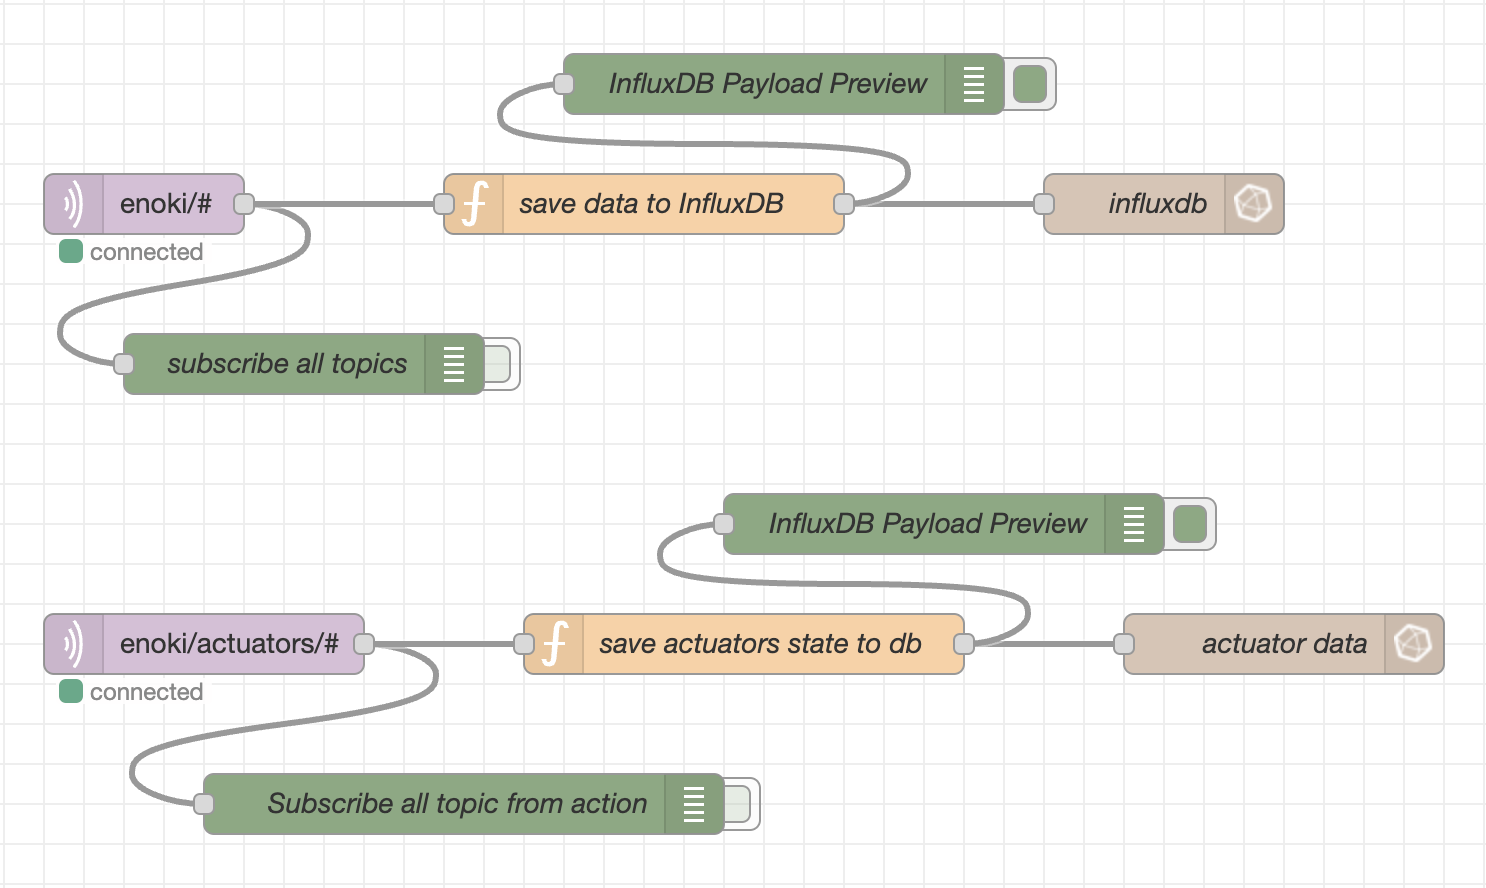 InfluxDB Payload Preview
enoki/#
save data to InfluxDB
influxdb
connected
subscribe all topics
InfluxDB Payload Preview
enoki/actuators/#
save actuators state to db
actuator data
connected
Subscribe all topic from action